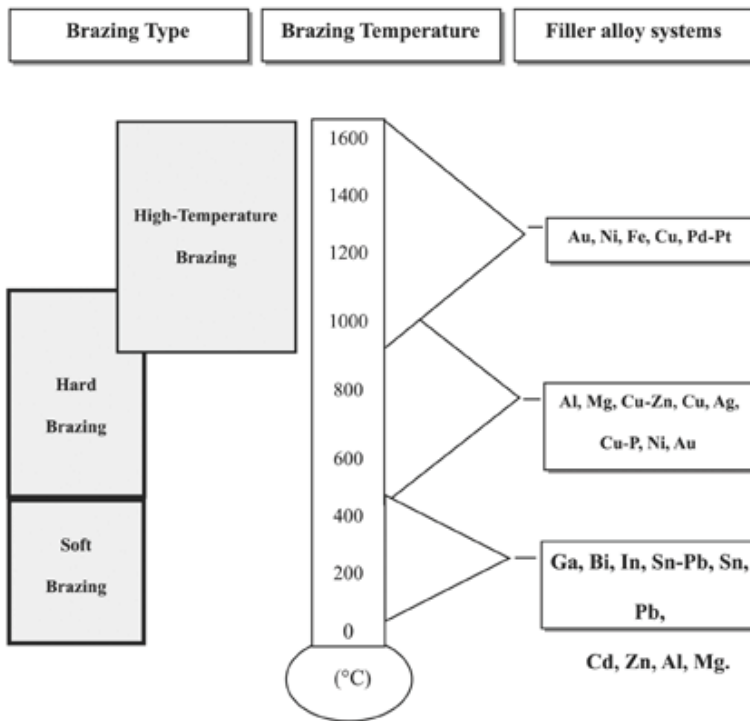 Brazing Type
Brazing Temperature
Filler alloy systems
High-Temperature
Brazing
Hard
Brazing
Soft
Brazing
1600
1400
1200
1000
800
600
400
200
0
(°C)
Au, Ni, Fe, Cu, Pd-Pt
Al, Mg, Cu-Zn, Cu, Ag,
Cu-P, Ni, Au
Ga, Bi, In, Sn-Pb, Sn,
Pb,
Cd, Zn, Al, Mg.